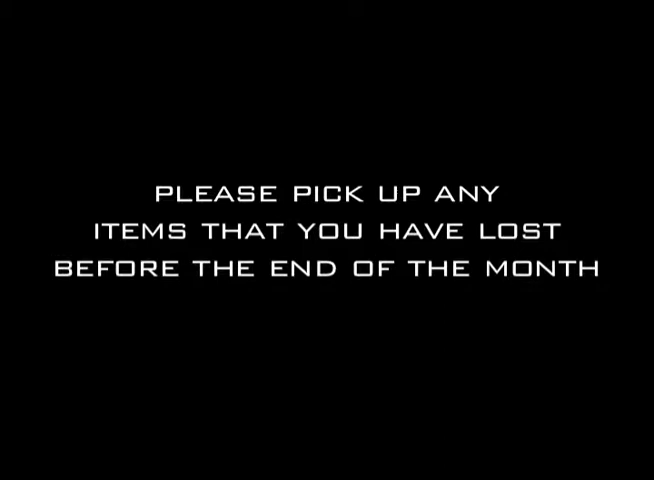 PLEASE PICK UP ANY
ITEMS THAT YOU HAVE LOST
BEFORE THE END OF THE MONTH